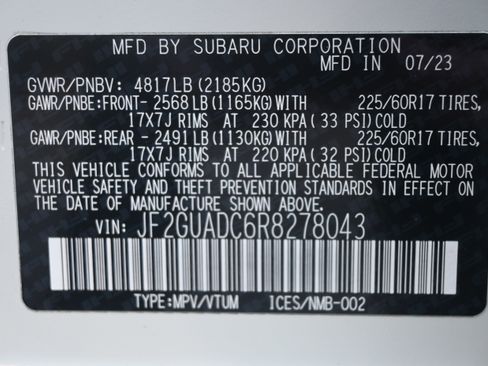 MFD BY SUBARU CORPORATION
MFD IN 07/23
GVWR/PNBV: 4817LB (2185KG)
GAWR/PNBE:FRONT- 2568 LB (1165KG) WITH 225/60R17 TIRES,
17X7J RIMS AT 230 KPA ( 33 PSI) COLD
GAWR/PNBE:REAR - 2491 LB (1130KG) WITH 225/60R17 TIRES,
17X7J RIMS AT 220 KPA ( 32 PSI) COLD
THIS VEHICLE CONFORMS TO ALL APPLICABLE FEDERAL MOTOR
VEHICLE SAFETY AND THEFT PREVENTION STANDARDS IN EFFECT ON
THE DATE OF MANUFACTURE SHOWN ABOVE.
VIN: JF2GUADC6R8278043
TYPE:MPV/VTUM ICES/NMB-002